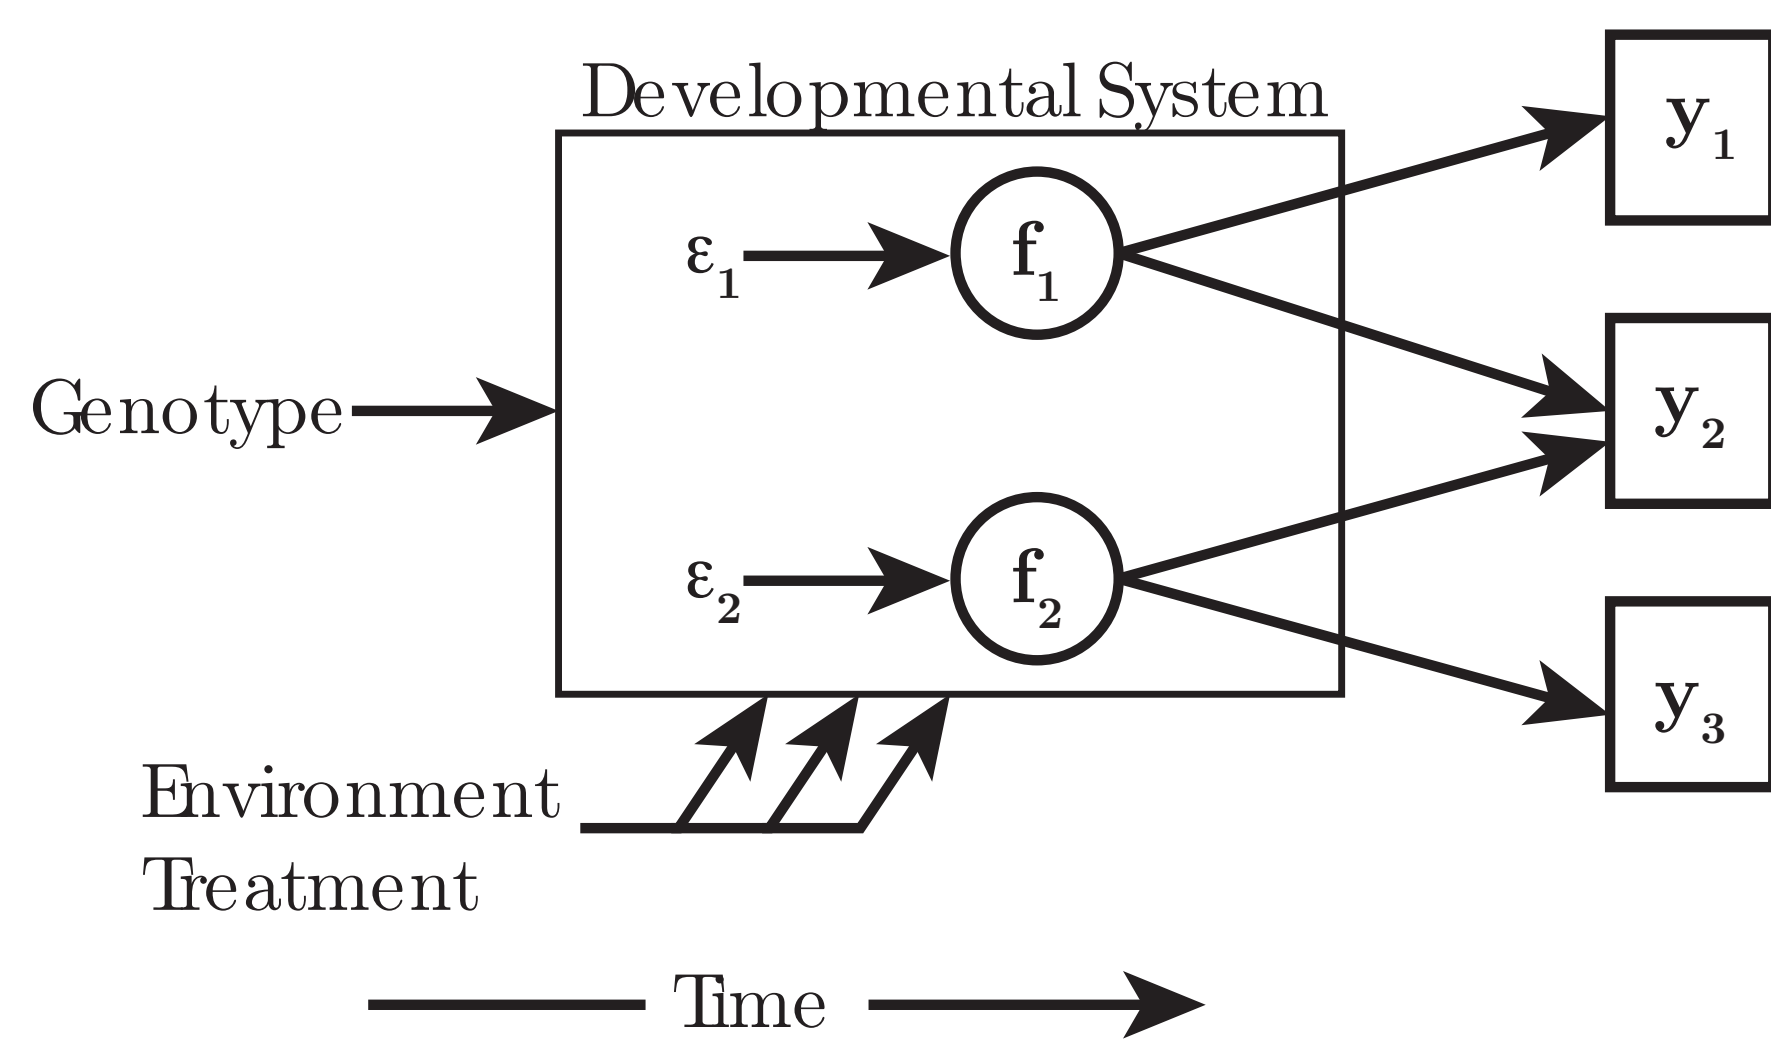 Developmental System
y1
ε1
f1
Genotype
y2
ε2
f2
y3
Environment
Treatment
Time